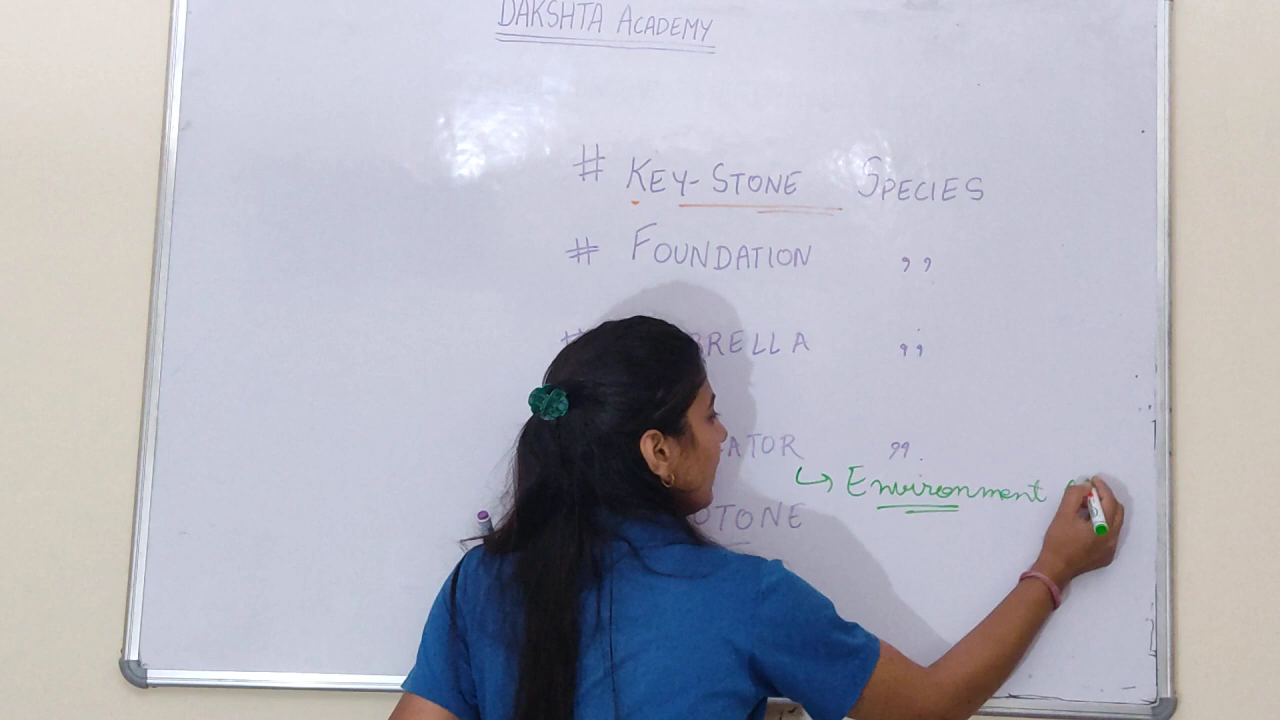 DAKSHTA ACADEMY
# KEY-STONE SPECIES
# FOUNDATION ,,
# BRELLA ,,
ATOR ,,.
↳ Environment
OTONE